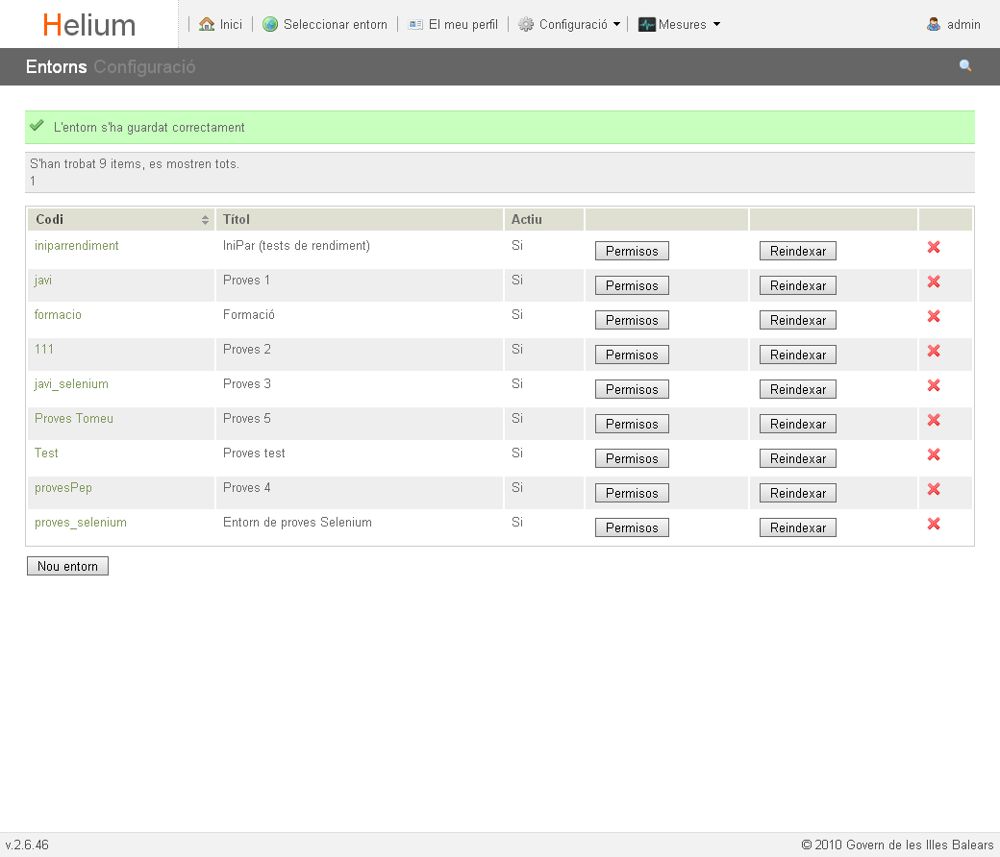 Helium
Inici Seleccionar entorn El meu perfil Configuració Mesures admin
Entorns Configuració
L'entorn s'ha guardat correctament
S'han trobat 9 items, es mostren tots.
1
Codi Títol Actiu
iniparrendiment IniPar (tests de rendiment) Si Permisos Reindexar
javi Proves 1 Si Permisos Reindexar
formacio Formació Si Permisos Reindexar
111 Proves 2 Si Permisos Reindexar
javi_selenium Proves 3 Si Permisos Reindexar
Proves Tomeu Proves 5 Si Permisos Reindexar
Test Proves test Si Permisos Reindexar
provesPep Proves 4 Si Permisos Reindexar
proves_selenium Entorn de proves Selenium Si Permisos Reindexar
Nou entorn
v.2.6.46 © 2010 Govern de les Illes Balears